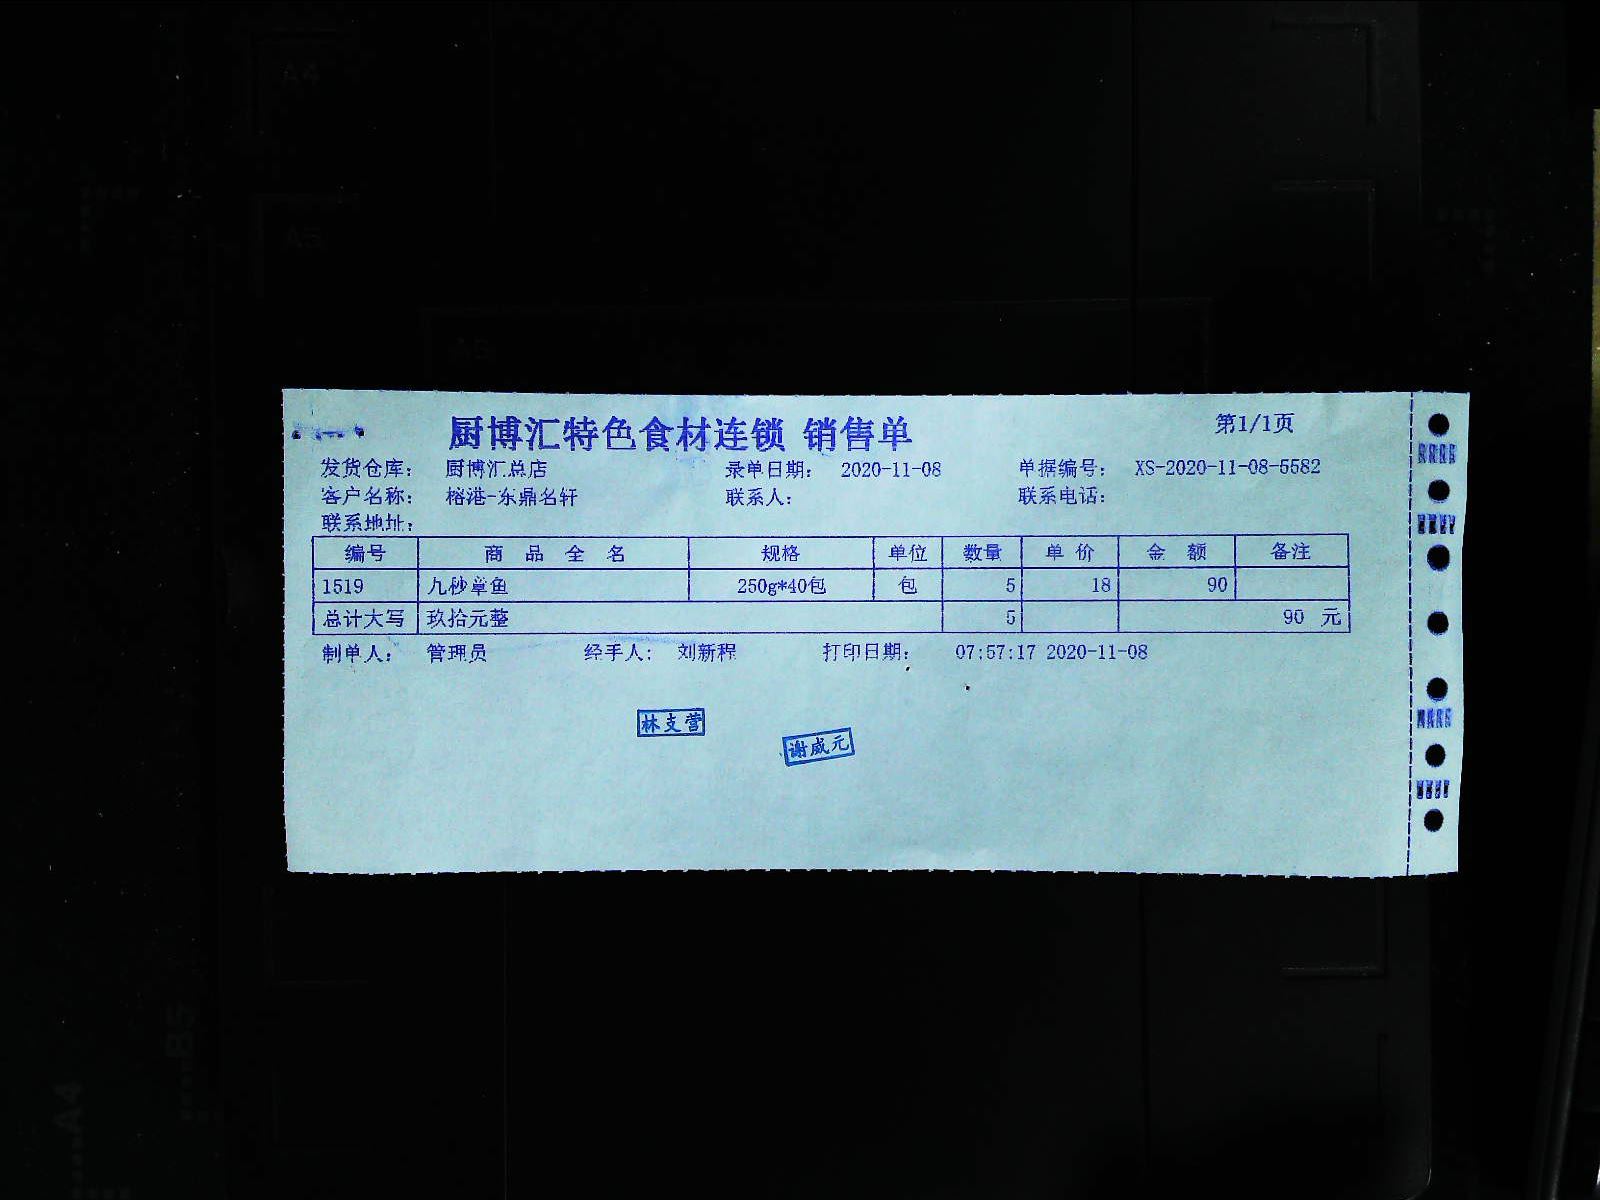 A4
A5
厨博汇特色食材连锁 销售单 第1/1页
发货仓库： 厨博汇总店 录单日期： 2020-11-08 单据编号： XS-2020-11-08-5582
客户名称： 榕港-东鼎名轩 联系人： 联系电话：
联系地址：
编号 商品全名 规格 单位 数量 单价 金额 备注
1519 九秒章鱼 250g*40包 包 5 18 90
总计大写 玖拾元整 5 90 元
制单人： 管理员 经手人： 刘新程 打印日期： 07:57:17 2020-11-08
林支营
谢威元
B5
A4